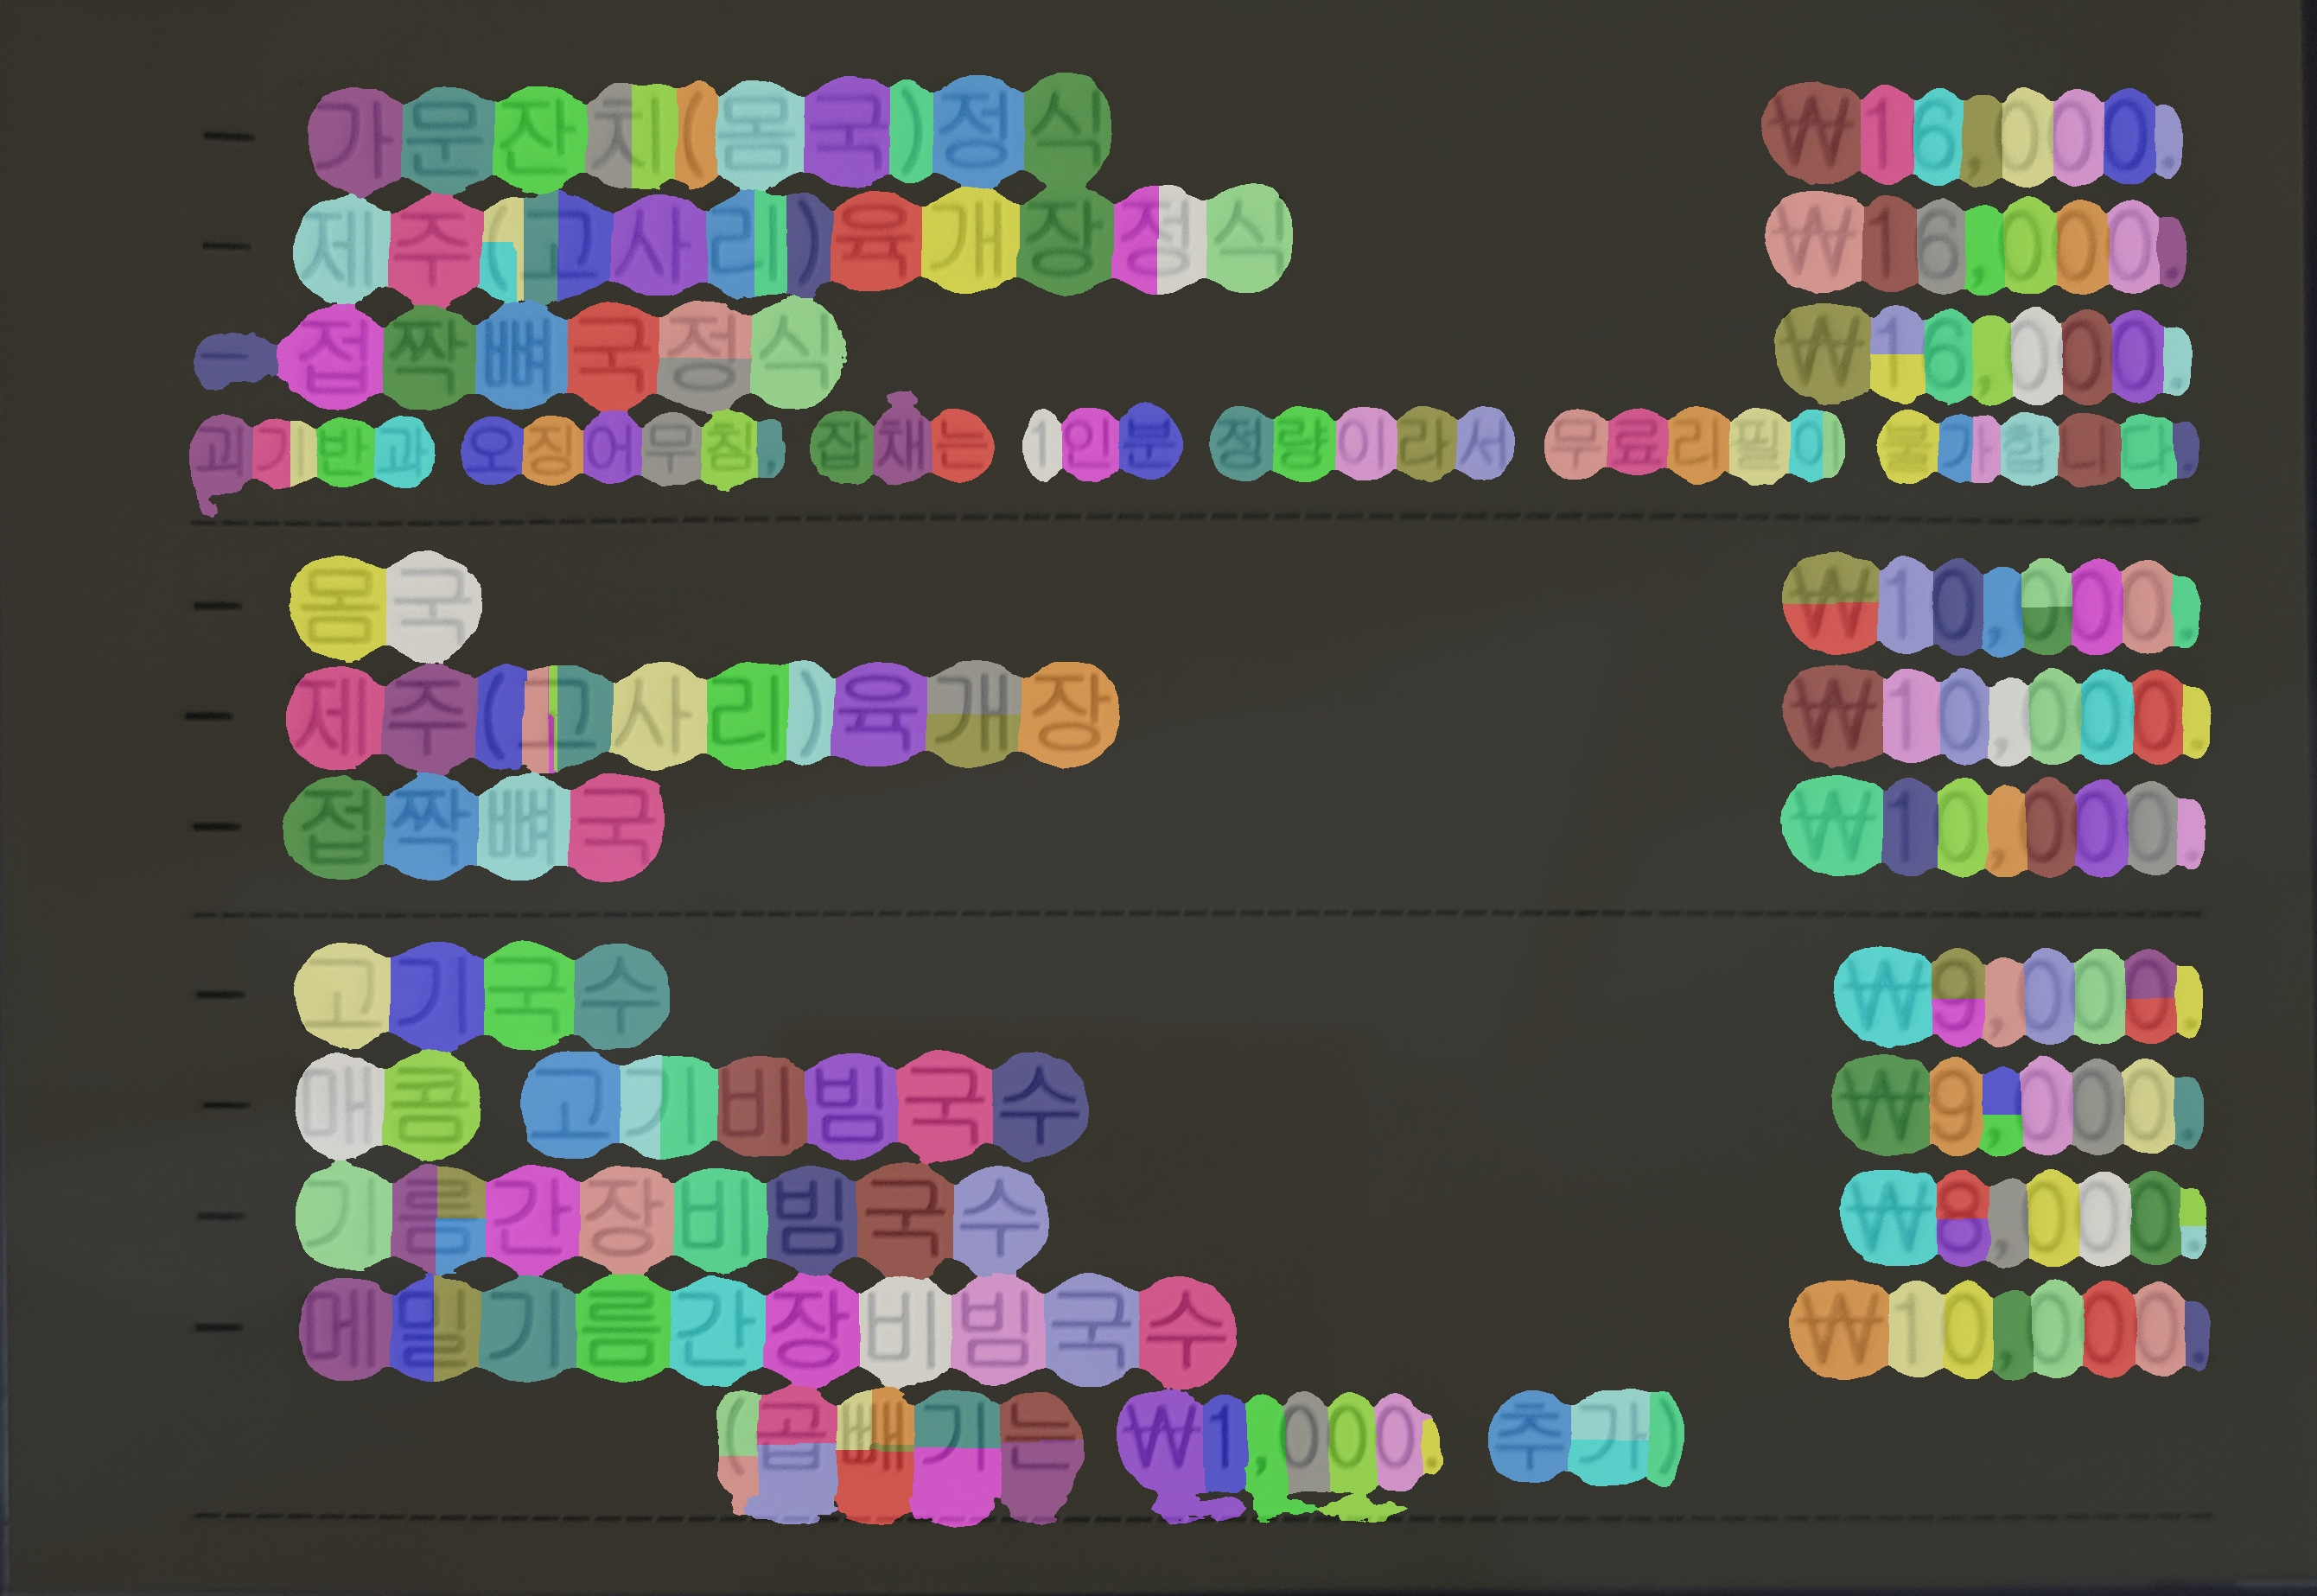 - 가문잔치(몸국)정식 ₩16,000.
- 제주(고사리)육개장정식 ₩16,000.
- 접짝뼈국정식 ₩16,000.
고기반과 오징어무침, 잡채는 1인분 정량이라서 무료리필이 불가합니다.
- 몸국 ₩10,000.
- 제주(고사리)육개장 ₩10,000.
- 접짝뼈국 ₩10,000.
- 고기국수 ₩9,000.
- 매콤 고기비빔국수 ₩9,000.
- 기름간장비빔국수 ₩8,000.
- 메밀기름간장비빔국수 ₩10,000.
(곱빼기는 ₩1,000. 추가)